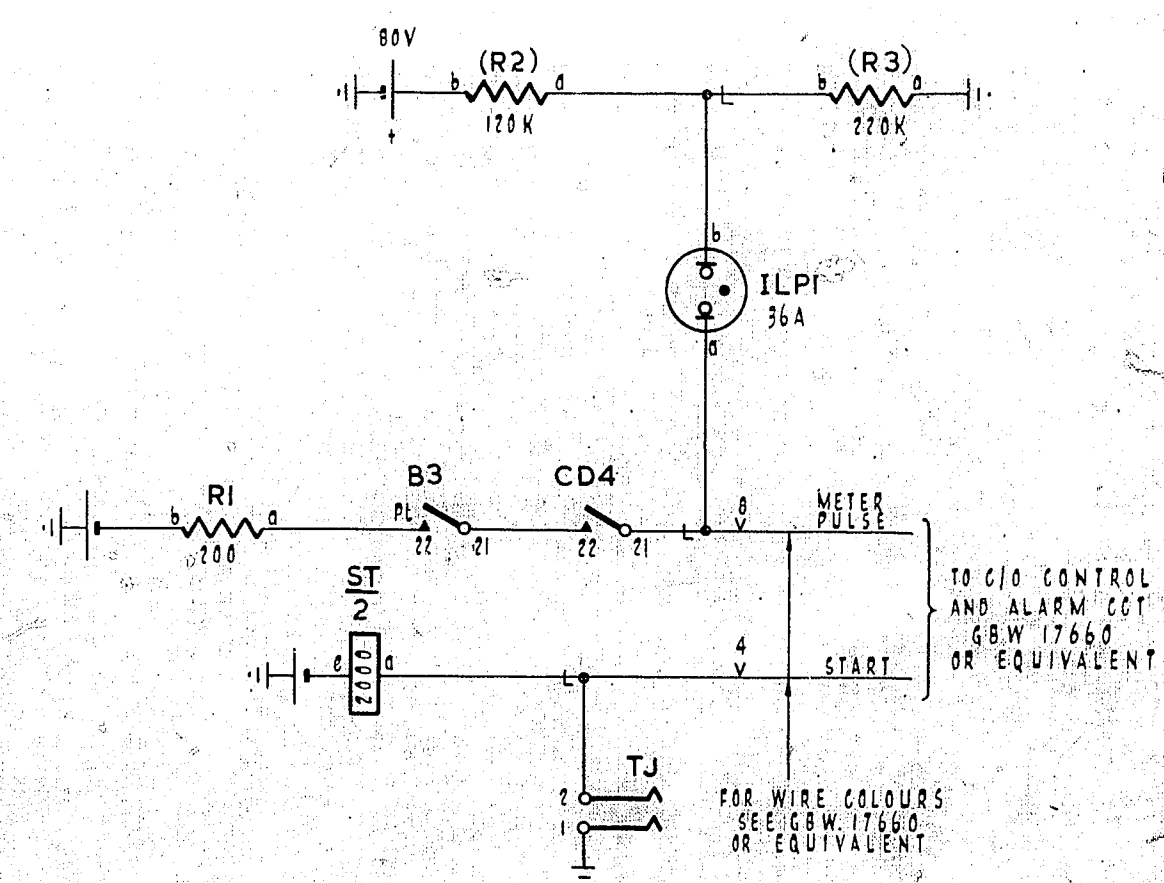 80V
(R2)
(R3)
b
a
b
a
+
120K
220K
b
ILP1
36A
a
B3
CD4
R1
Pt
8
METER
PULSE
b
a
200
22
21
22
21
L
L
TO C/O CONTROL
AND ALARM CCT
GBW 17660
OR EQUIVALENT
ST
2
4
e
2000
a
L
START
TJ
2
1
FOR WIRE COLOURS
SEE GBW. 17660
OR EQUIVALENT